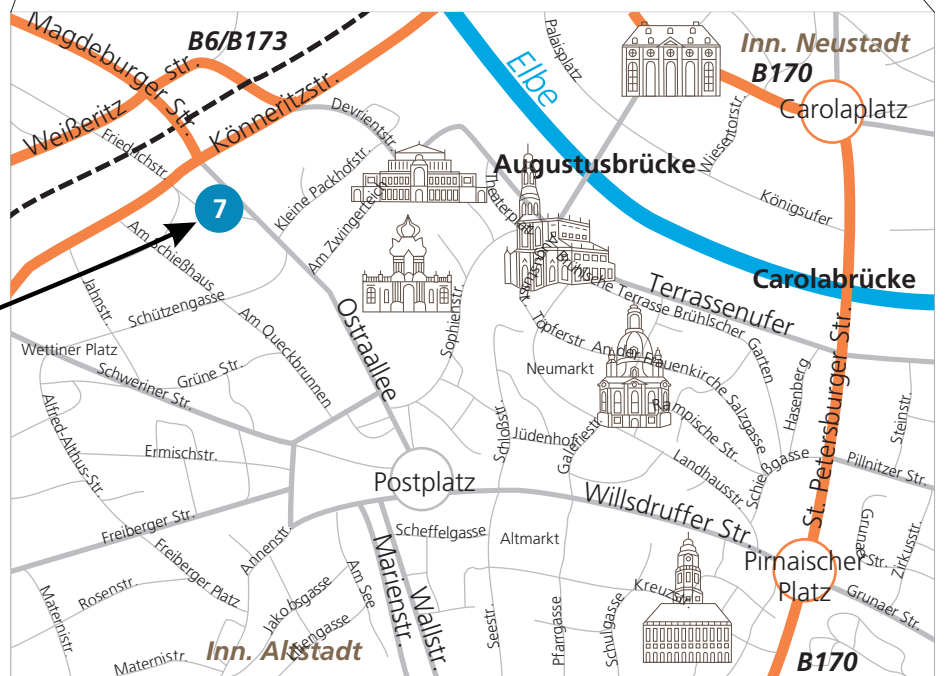 Magdeburger Str.
B6/B173
Weißeritz str.
Könneritzstr.
Palaisplatz
Elbe
Inn. Neustadt
B170
Carolaplatz
Wiesentorstr.
Devrientstr.
Friedrichstr.
Kleine Packhofstr.
Augustusbrücke
Theaterplatz
Königsufer
7
Am Zwingerteich
Am Schießhaus
Augustusstr.
Brühlsche Terrasse
Brühlscher Garten
Terrassenufer
Carolabrücke
Jahnstr.
Schützengasse
Ostraallee
Sophienstr.
Töpferstr.
An der Frauenkirche
Salzgasse
Hasenberg
St. Petersburger Str.
Am Queckbrunnen
Wettiner Platz
Schweriner Str.
Grüne Str.
Neumarkt
Alfred-Althus-Str.
Schloßstr.
Jüdenhof
Galeriestr.
Rampische Str.
Landhausstr.
Schießgasse
Steinstr.
Pillnitzer Str.
Ermischstr.
Postplatz
Willsdruffer Str.
Freiberger Str.
Annenstr.
Scheffelgasse
Altmarkt
Grunaer Str.
Zirkusstr.
Pirnaischer
Platz
Freiberger Platz
Marienstr.
Wallstr.
Am See
Rosenstr.
Maternistr.
Jakobsgasse
Seestr.
Pfarrgasse
Schulgasse
Kreuzstr.
Grunaer Str.
Inn. Altstadt
Maternistr.
B170